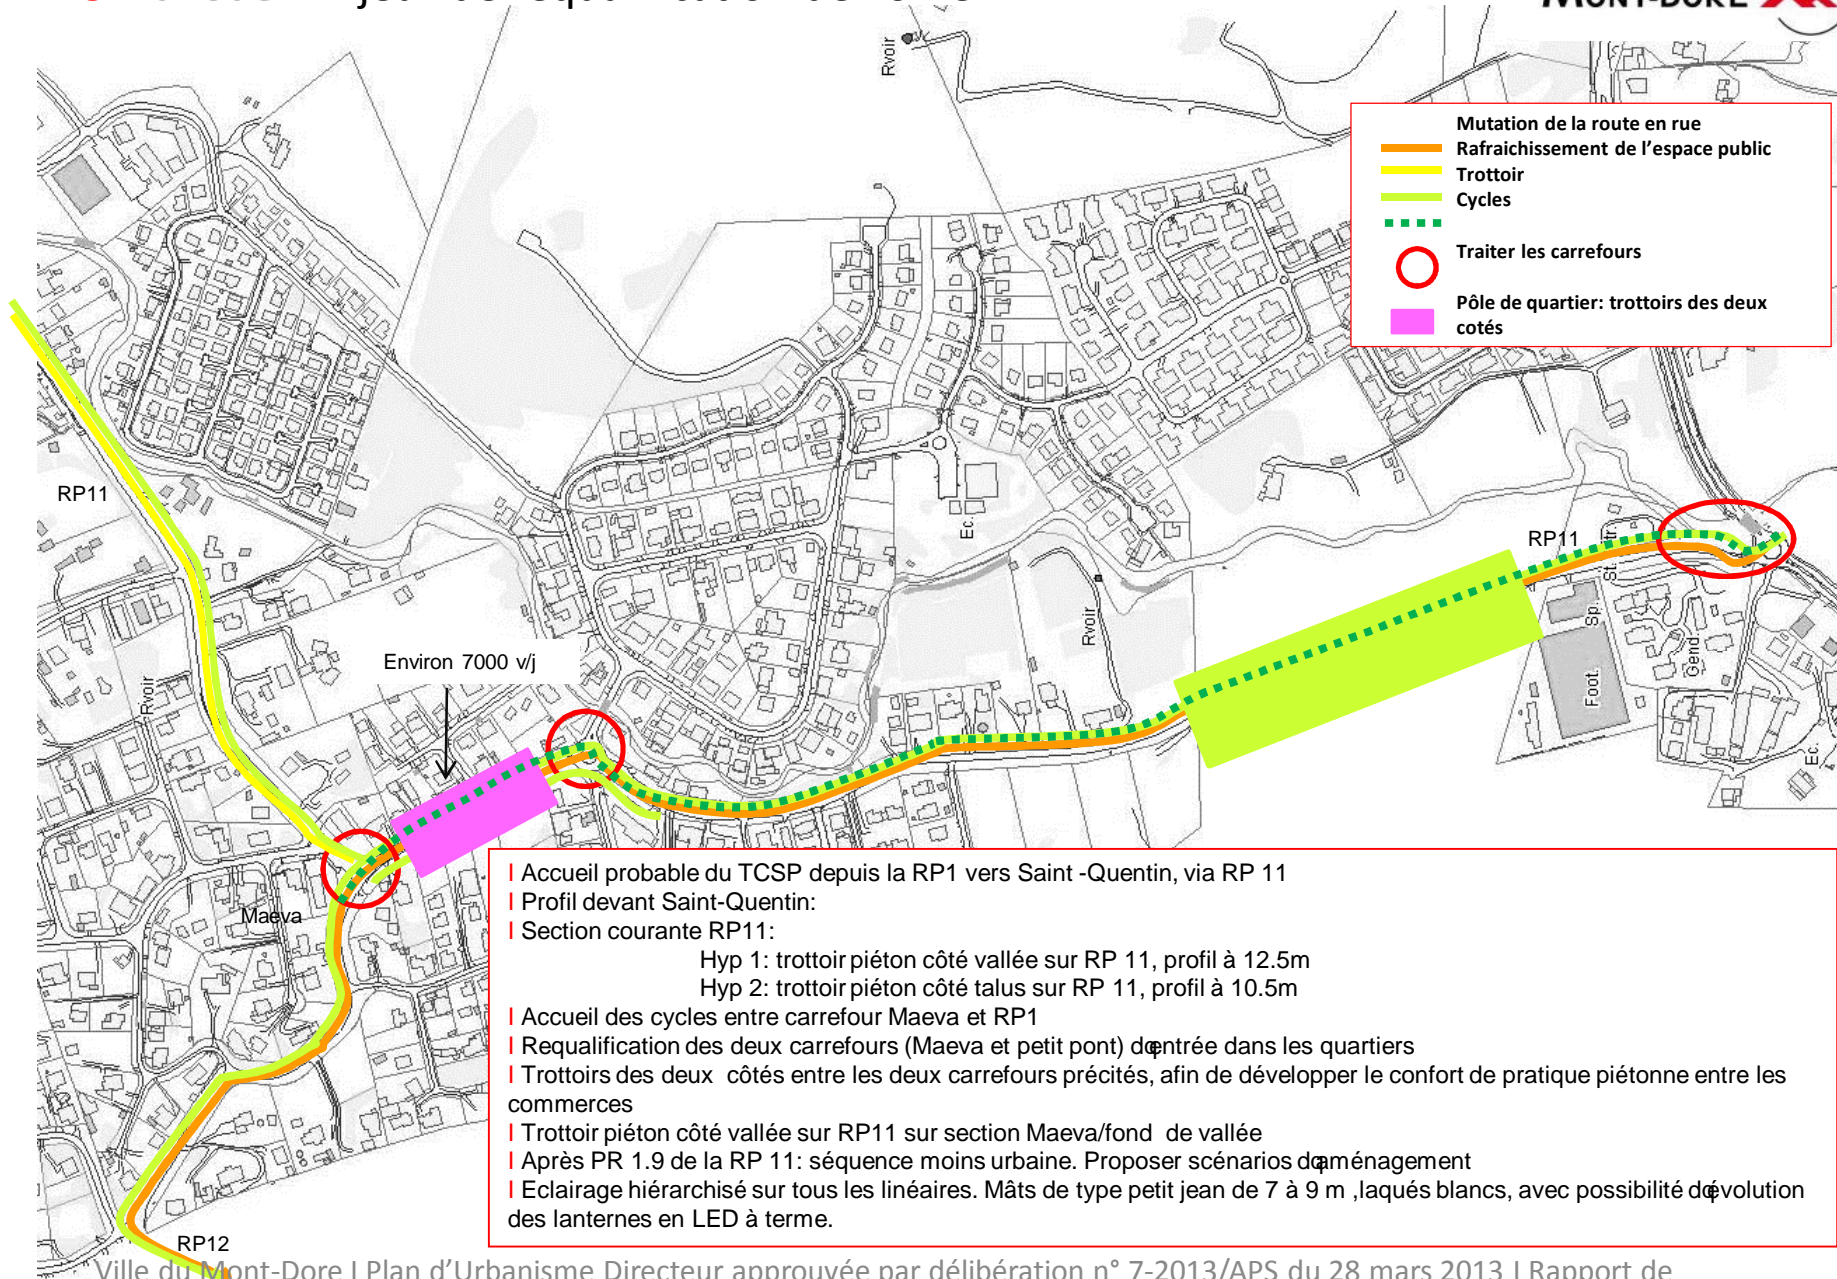 MONT-DORE
Rvoir
Mutation de la route en rue
Rafraichissement de l'espace public
Trottoir
Cycles
Traiter les carrefours
Pôle de quartier: trottoirs des deux
cotés
RP11
Ec.
RP11
St. tr.
Sp.
Foot.
Gend
Ec.
Rvoir
Rvoir
Environ 7000 v/j
Maeva
I Accueil probable du TCSP depuis la RP1 vers Saint -Quentin, via RP 11
I Profil devant Saint-Quentin:
I Section courante RP11:
Hyp 1: trottoir piéton côté vallée sur RP 11, profil à 12.5m
Hyp 2: trottoir piéton côté talus sur RP 11, profil à 10.5m
I Accueil des cycles entre carrefour Maeva et RP1
I Requalification des deux carrefours (Maeva et petit pont) dqentrée dans les quartiers
I Trottoirs des deux côtés entre les deux carrefours précités, afin de développer le confort de pratique piétonne entre les
commerces
I Trottoir piéton côté vallée sur RP11 sur section Maeva/fond de vallée
I Après PR 1.9 de la RP 11: séquence moins urbaine. Proposer scénarios dqaménagement
I Eclairage hiérarchisé sur tous les linéaires. Mâts de type petit jean de 7 à 9 m ,laqués blancs, avec possibilité dqévolution
des lanternes en LED à terme.
RP12
Ville du Mont-Dore I Plan d'Urbanisme Directeur approuvée par délibération n° 7-2013/APS du 28 mars 2013 I Rapport de